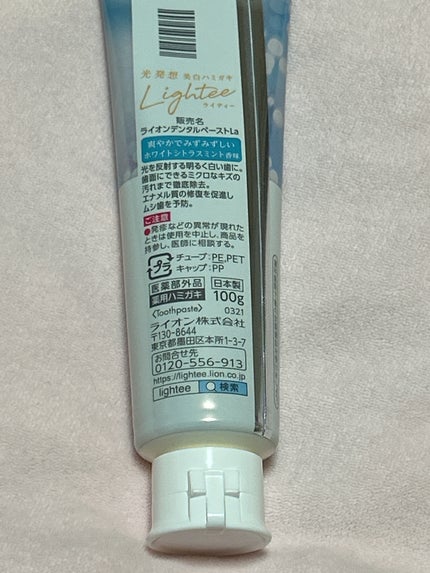 光発想 美白ハミガキ
Lightee
ライティー
販売名
ライオンデンタルペーストLa
爽やかでみずみずしい
ホワイトシトラスミント香味
光を反射する明るく白い歯に。
歯面にできるミクロなキズの
汚れまで徹底除去。
エナメル質の修復を促進し
ムシ歯を予防。
ご注意
●発疹などの異常が現れた
ときは使用を中止し、商品を
持参し、医師に相談する。
プラ
チューブ:PE,PET
キャップ:PP
医薬部外品 日本製
薬用ハミガキ 100g
〈Toothpaste〉 0321
ライオン株式会社
〒130-8644
東京都墨田区本所1-3-7
お問合せ先
0120-556-913
https://lightee.lion.co.jp
lightee 検索